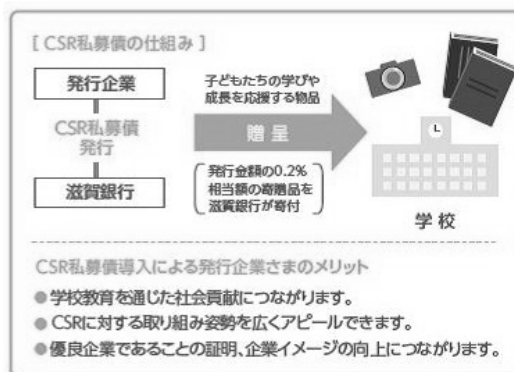 [ CSR私募債の仕組み ]
発行企業
CSR私募債
発行
滋賀銀行
子どもたちの学びや
成長を応援する物品
贈呈
発行金額の0.2%
相当額の寄贈品を
滋賀銀行が寄付
学校
CSR私募債導入による発行企業さまのメリット
●学校教育を通じた社会貢献につながります。
●CSRに対する取り組み姿勢を広くアピールできます。
●優良企業であることの証明、企業イメージの向上につながります。